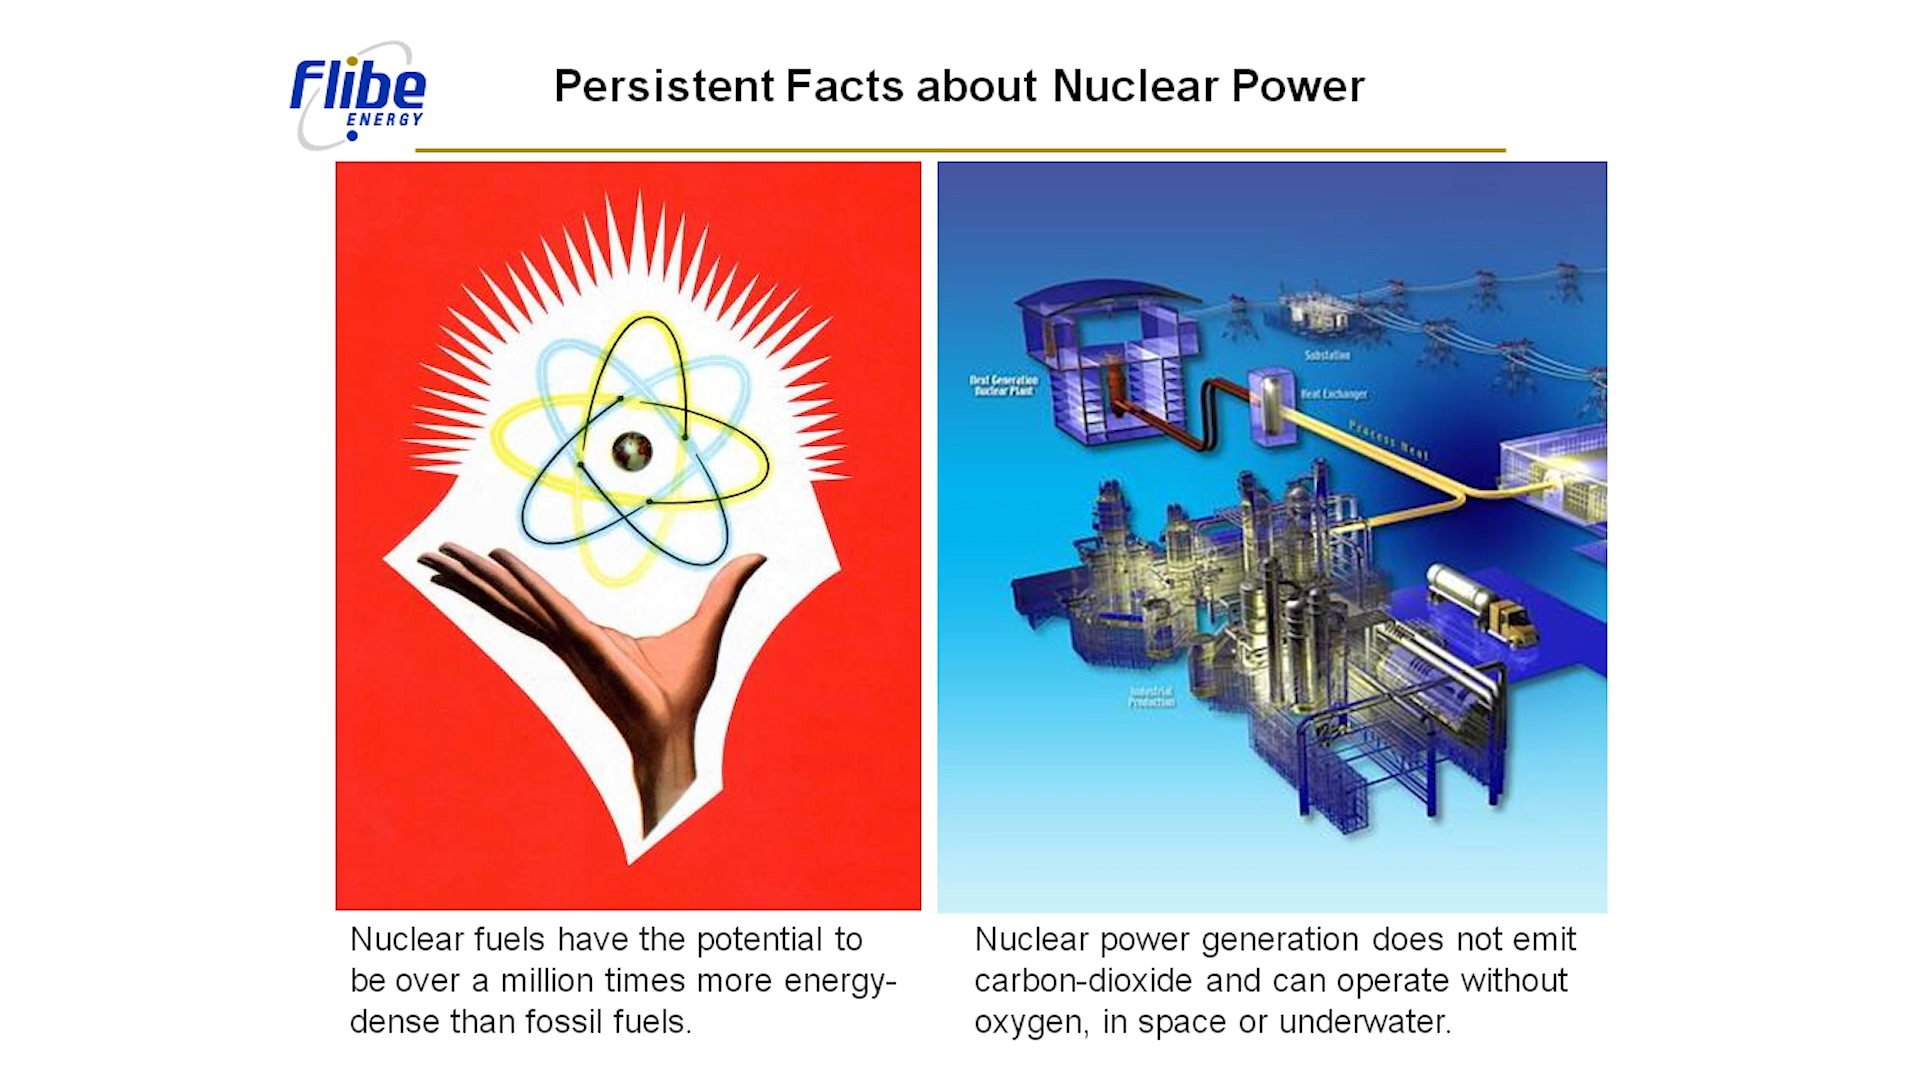 Flibe
ENERGY
Persistent Facts about Nuclear Power
Next Generation
Nuclear Plant
Substation
Heat Exchanger
Process Heat
Industrial
Production
Nuclear fuels have the potential to
be over a million times more energy-
dense than fossil fuels.
Nuclear power generation does not emit
carbon-dioxide and can operate without
oxygen, in space or underwater.